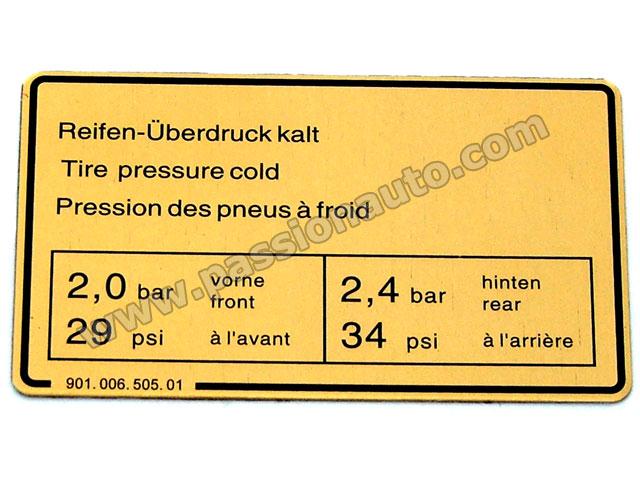 Reifen-Überdruck kalt
Tire pressure cold
Pression des pneus à froid
2,0 bar vorne front
29 psi à l'avant
2,4 bar hinten rear
34 psi à l'arrière
901.006.505.01
www.passionauto.com